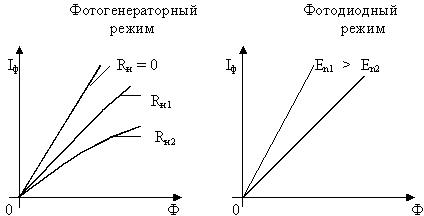 Фотогенераторный
режим
Iф
Rн = 0
Rн1
Rн2
0
Ф
Фотодиодный
режим
Iф
Eп1 > Eп2
0
Ф